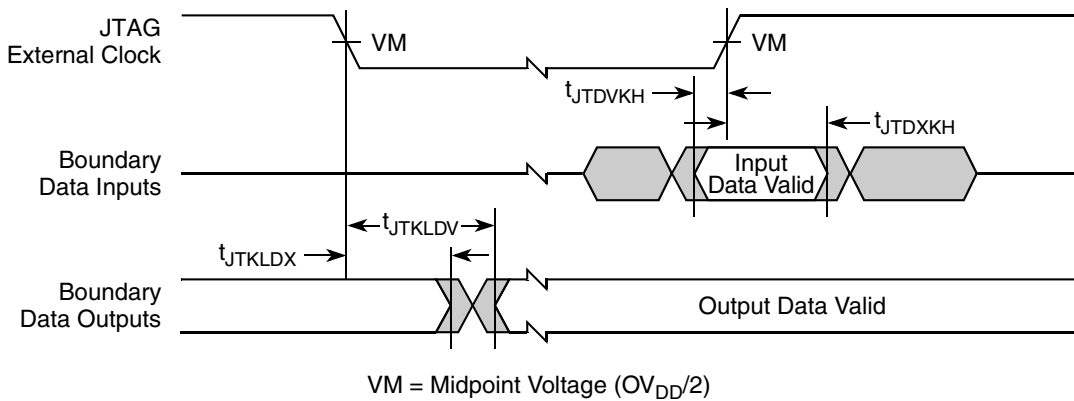 JTAG
External Clock
VM
VM
tJTDVKH
tJTDXKH
Boundary
Data Inputs
Input
Data Valid
tJTKLDV
tJTKLDX
Boundary
Data Outputs
Output Data Valid
VM = Midpoint Voltage (OVDD/2)